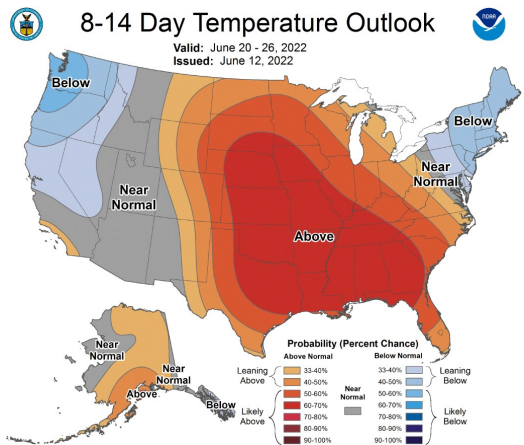 8-14 Day Temperature Outlook
Valid: June 20 - 26, 2022
Issued: June 12, 2022
NOAA
Below
Below
Near
Normal
Near
Normal
Above
Near
Normal
Near
Normal
Above
Below
Probability (Percent Chance)
Above Normal
Below Normal
Leaning
Above
33-40%
40-50%
Likely
Above
50-60%
60-70%
70-80%
80-90%
90-100%
Near
Normal
33-40%
40-50%
Leaning
Below
50-60%
60-70%
70-80%
80-90%
90-100%
Likely
Below